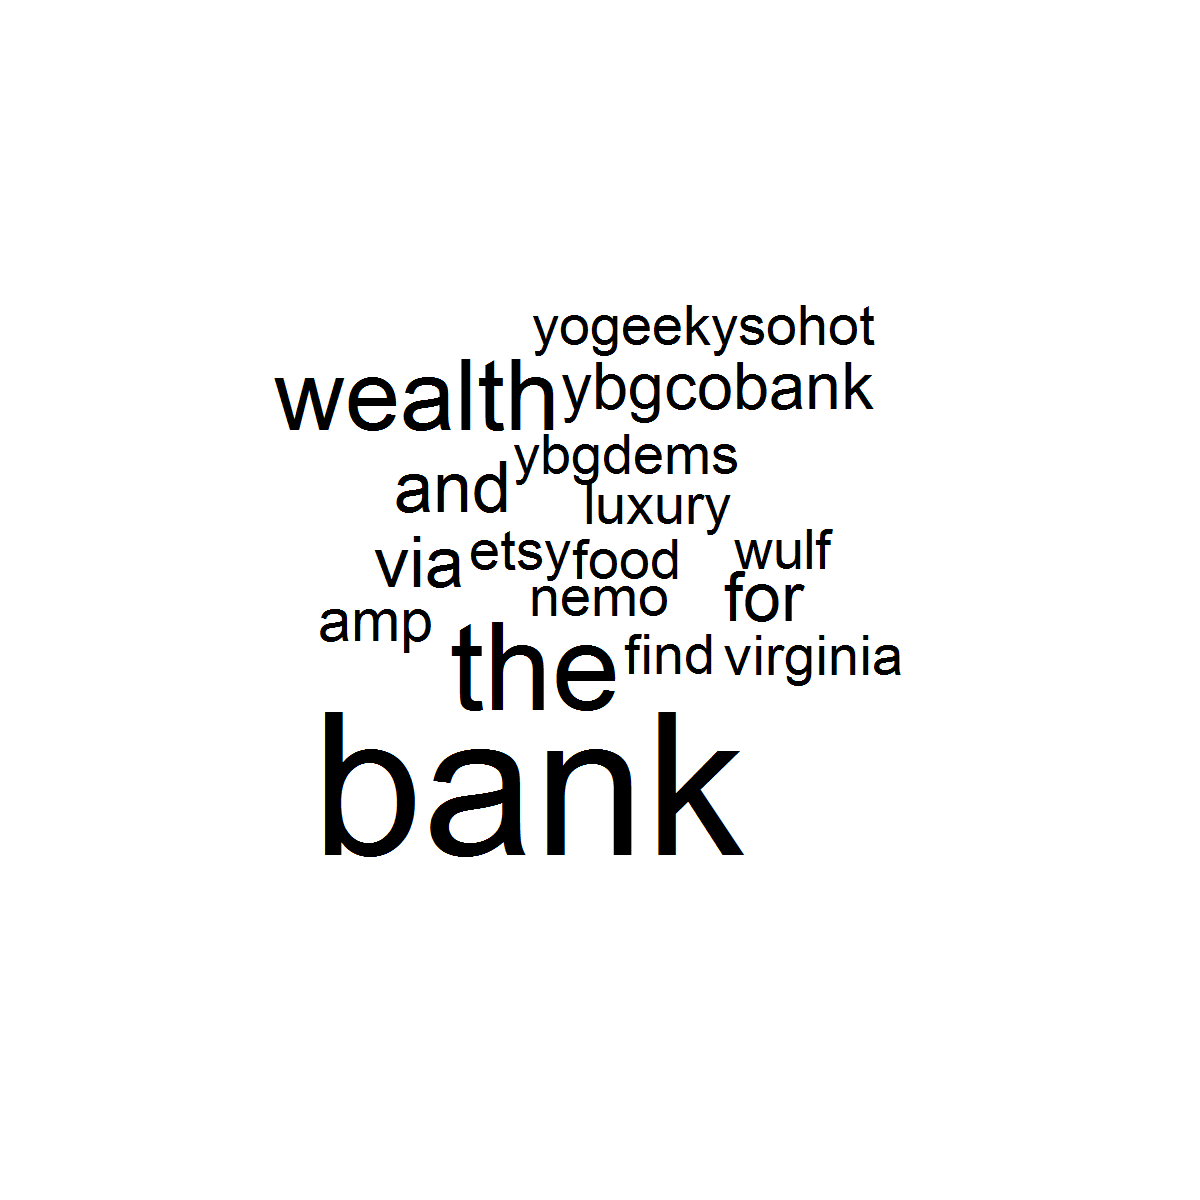 yogeekysohot
wealth ybgcobank
ybgdems
and luxury
via etsy food wulf
amp nemo for
the find virginia
bank